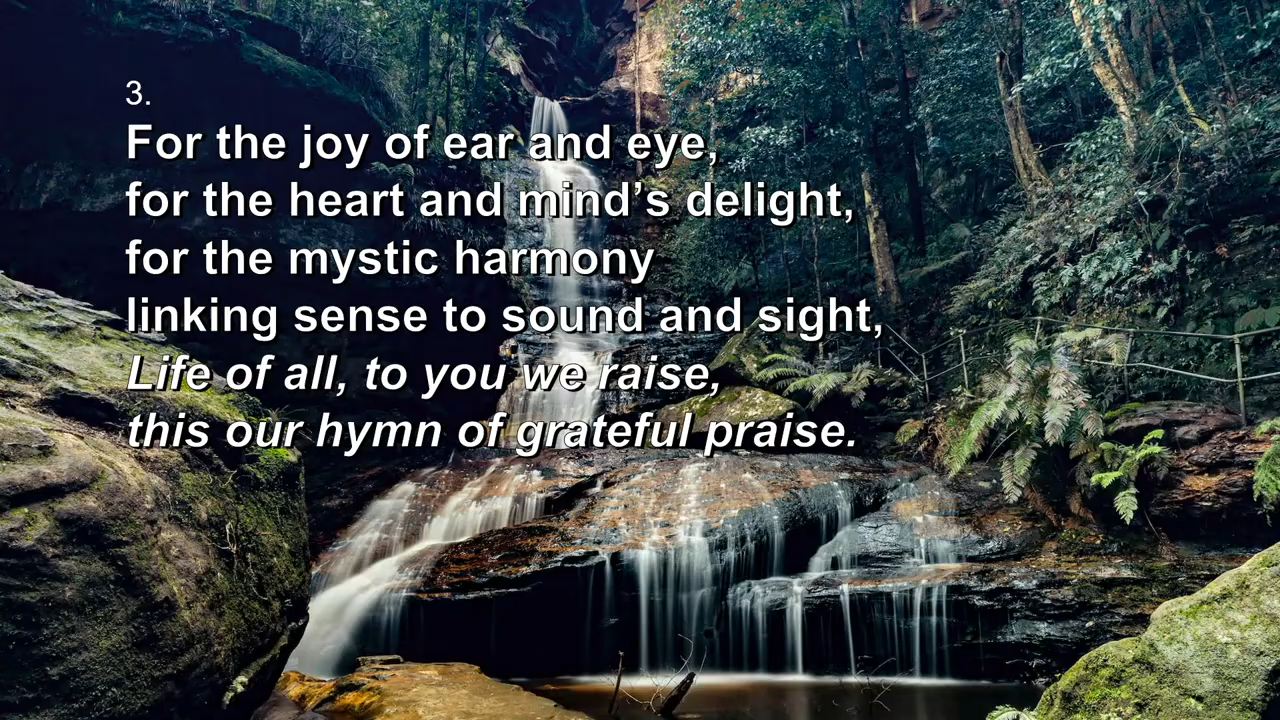 3.
For the joy of ear and eye,
for the heart and mind’s delight,
for the mystic harmony
linking sense to sound and sight,
Life of all, to you we raise,
this our hymn of grateful praise.